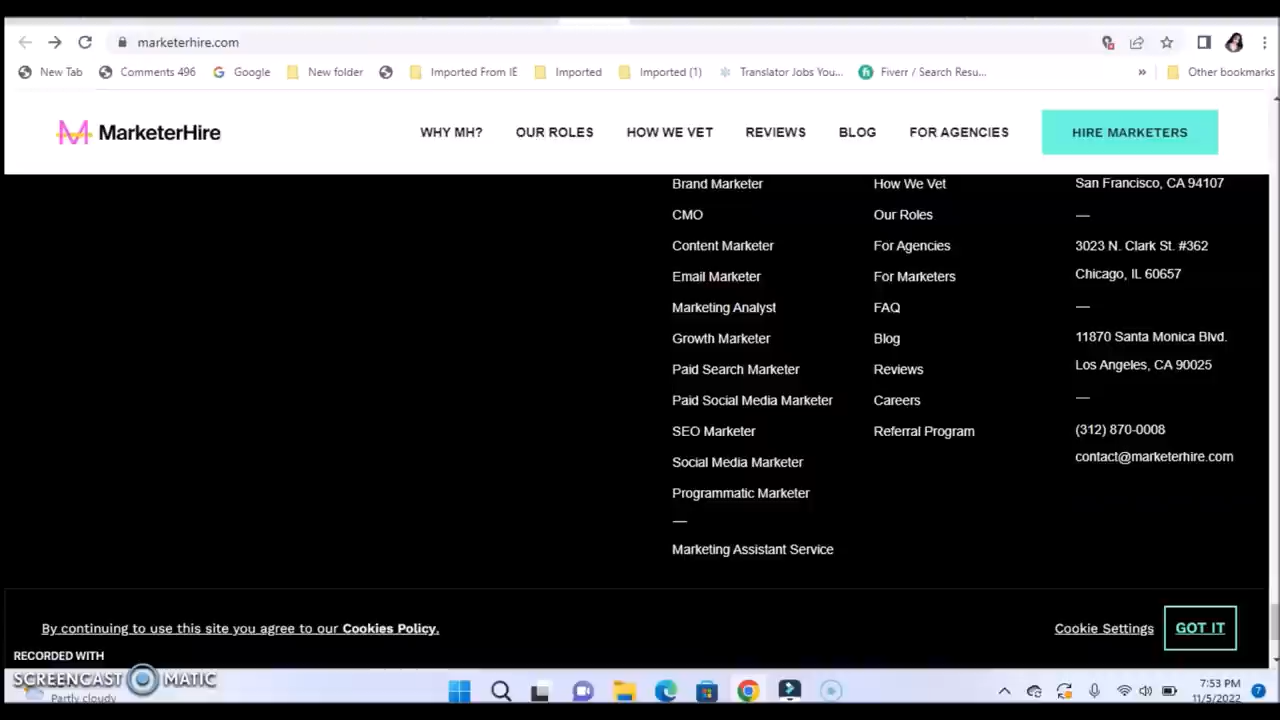 marketerhire.com
New Tab
Comments 496
Google
New folder
Imported From IE
Imported
Imported (1)
Translator Jobs You...
Fiverr / Search Resu...
»
Other bookmarks
MarketerHire
WHY MH?
OUR ROLES
HOW WE VET
REVIEWS
BLOG
FOR AGENCIES
HIRE MARKETERS
Brand Marketer
CMO
Content Marketer
Email Marketer
Marketing Analyst
Growth Marketer
Paid Search Marketer
Paid Social Media Marketer
SEO Marketer
Social Media Marketer
Programmatic Marketer
—
Marketing Assistant Service
How We Vet
Our Roles
For Agencies
For Marketers
FAQ
Blog
Reviews
Careers
Referral Program
San Francisco, CA 94107
—
3023 N. Clark St. #362
Chicago, IL 60657
—
11870 Santa Monica Blvd.
Los Angeles, CA 90025
—
(312) 870-0008
contact@marketerhire.com
By continuing to use this site you agree to our Cookies Policy.
Cookie Settings
GOT IT
RECORDED WITH
SCREENCAST MATIC
Partly cloudy
7:53 PM
11/5/2022
7